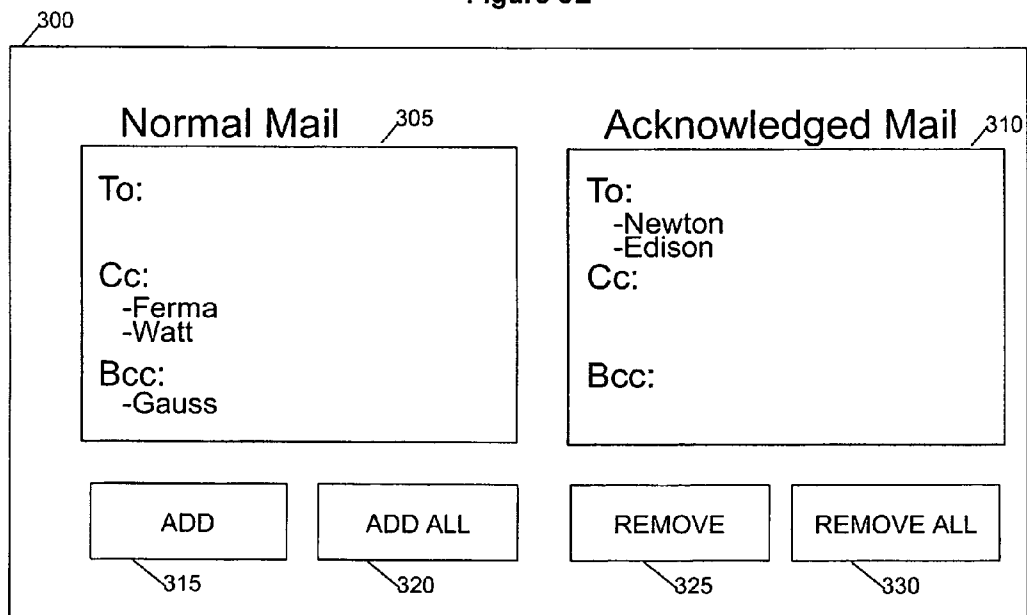 300
Normal Mail
305
To:
Cc:
-Ferma
-Watt
Bcc:
-Gauss
Acknowledged Mail
310
To:
-Newton
-Edison
Cc:
Bcc:
ADD
ADD ALL
REMOVE
REMOVE ALL
315
320
325
330